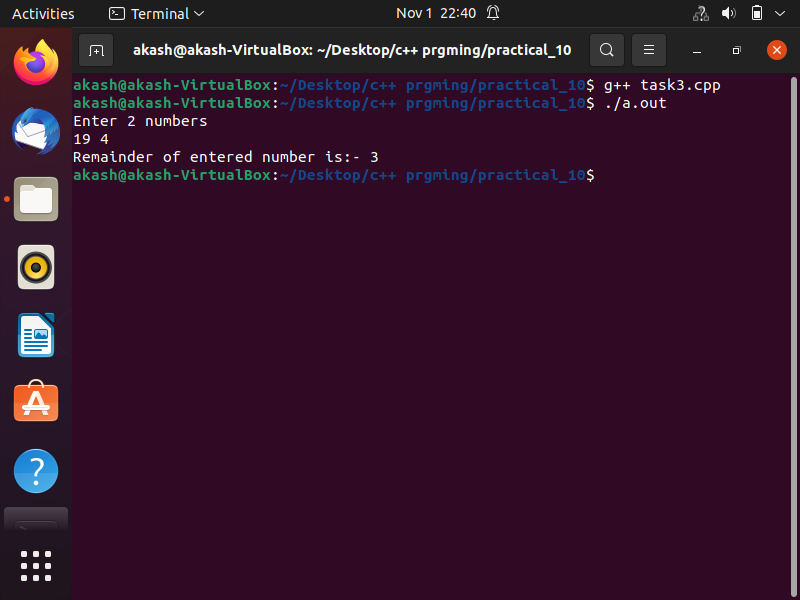 Activities Terminal Nov 1 22:40
akash@akash-VirtualBox: ~/Desktop/c++ prgming/practical_10
akash@akash-VirtualBox:~/Desktop/c++ prgming/practical_10$ g++ task3.cpp
akash@akash-VirtualBox:~/Desktop/c++ prgming/practical_10$ ./a.out
Enter 2 numbers
19 4
Remainder of entered number is:- 3
akash@akash-VirtualBox:~/Desktop/c++ prgming/practical_10$